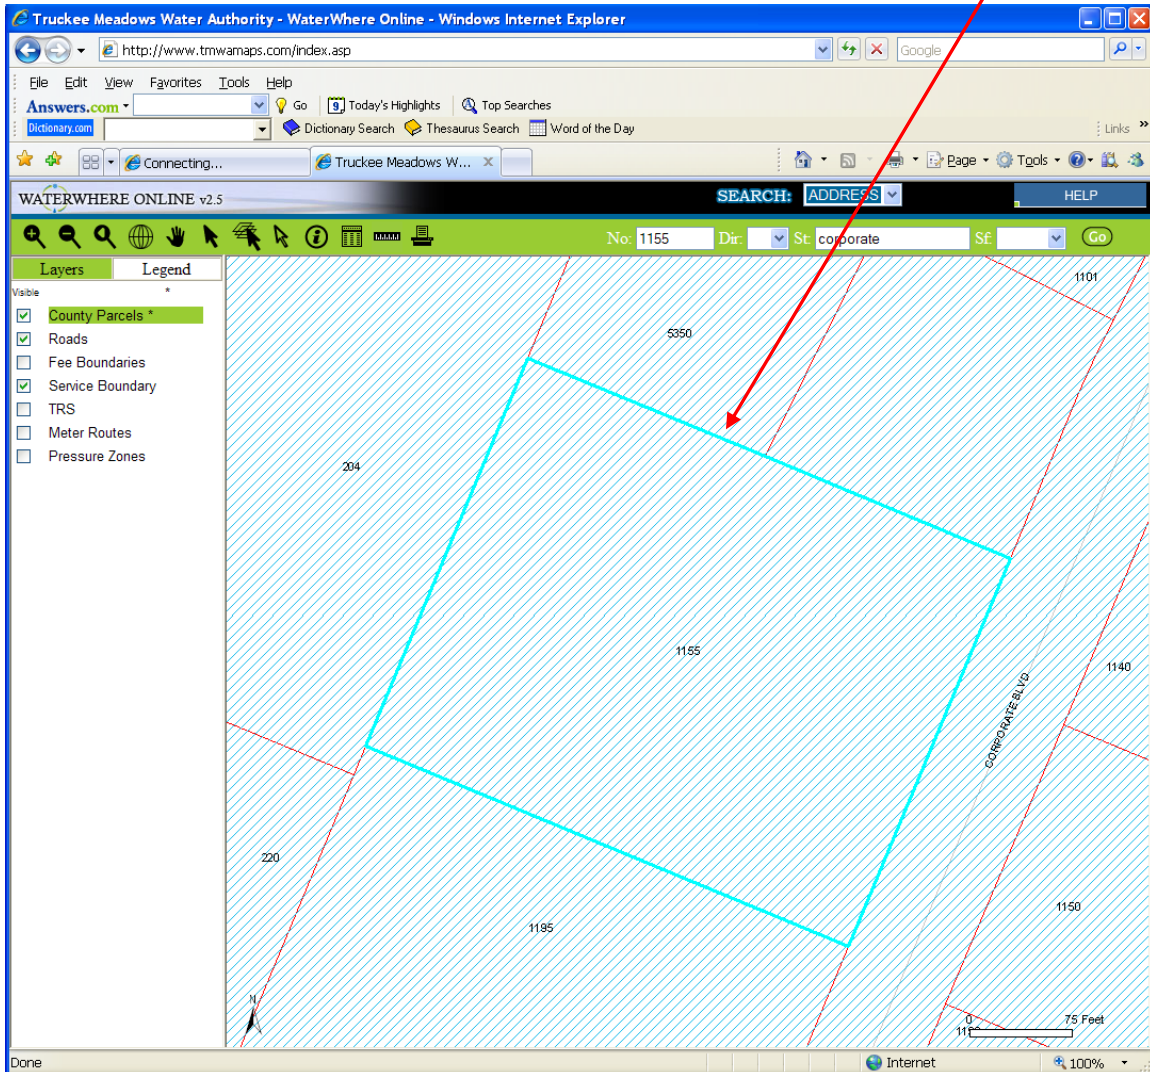 Truckee Meadows Water Authority - WaterWhere Online - Windows Internet Explorer
http://www.tmwamaps.com/index.asp
Google
File Edit View Favorites Tools Help
Answers.com Go Today's Highlights Top Searches
Dictionary.com Dictionary Search Thesaurus Search Word of the Day Links »
Connecting... Truckee Meadows W... X Page Tools
WATERWHERE ONLINE v2.5 SEARCH: ADDRESS HELP
No: 1155 Dir: St: corporate Sf: Go
Layers Legend
Visible *
County Parcels *
Roads
Fee Boundaries
Service Boundary
TRS
Meter Routes
Pressure Zones
1101
5350
204
1155
1140
CORPORATE BLVD
220
1150
1195
N
0 75 Feet
Done Internet 100%